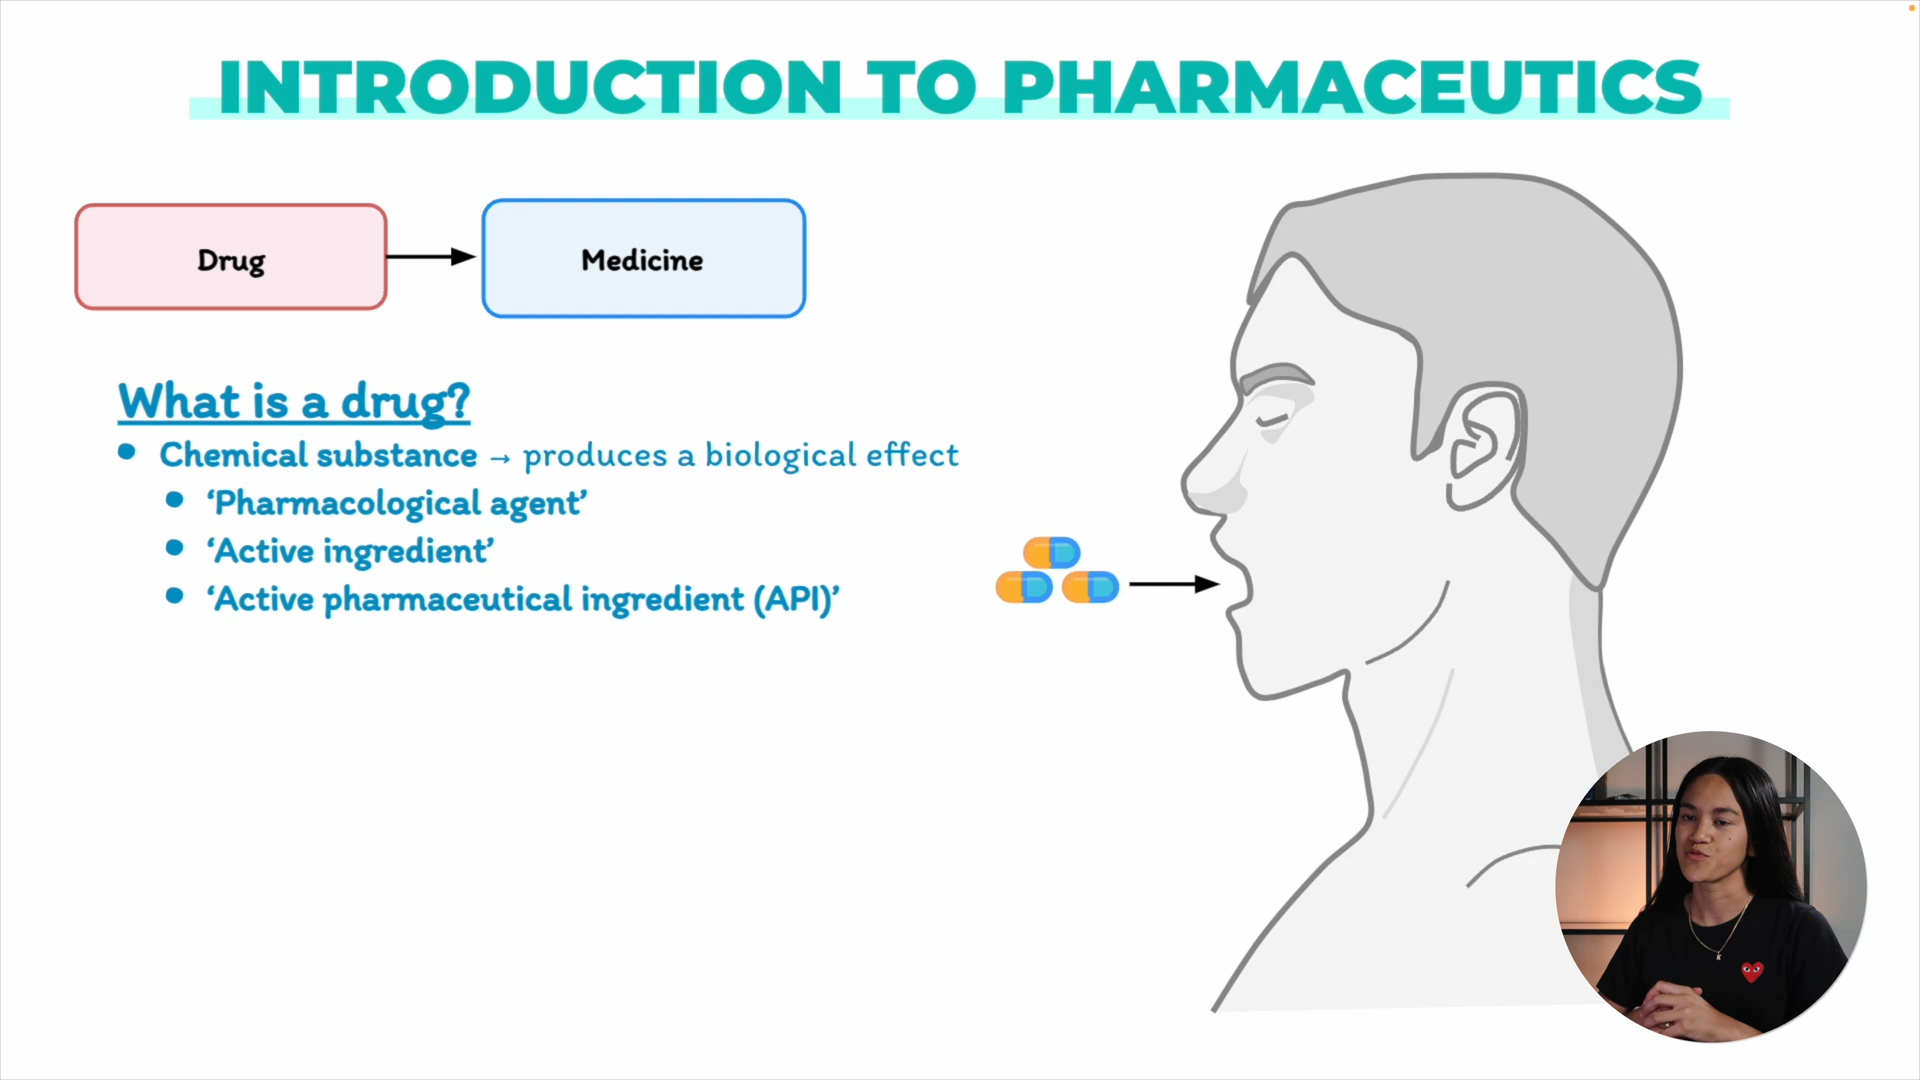 INTRODUCTION TO PHARMACEUTICS
Drug
Medicine
What is a drug?
Chemical substance → produces a biological effect
‘Pharmacological agent’
‘Active ingredient’
‘Active pharmaceutical ingredient (API)’